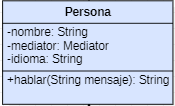 Persona
-nombre: String
-mediator: Mediator
-idioma: String
+hablar(String mensaje): String